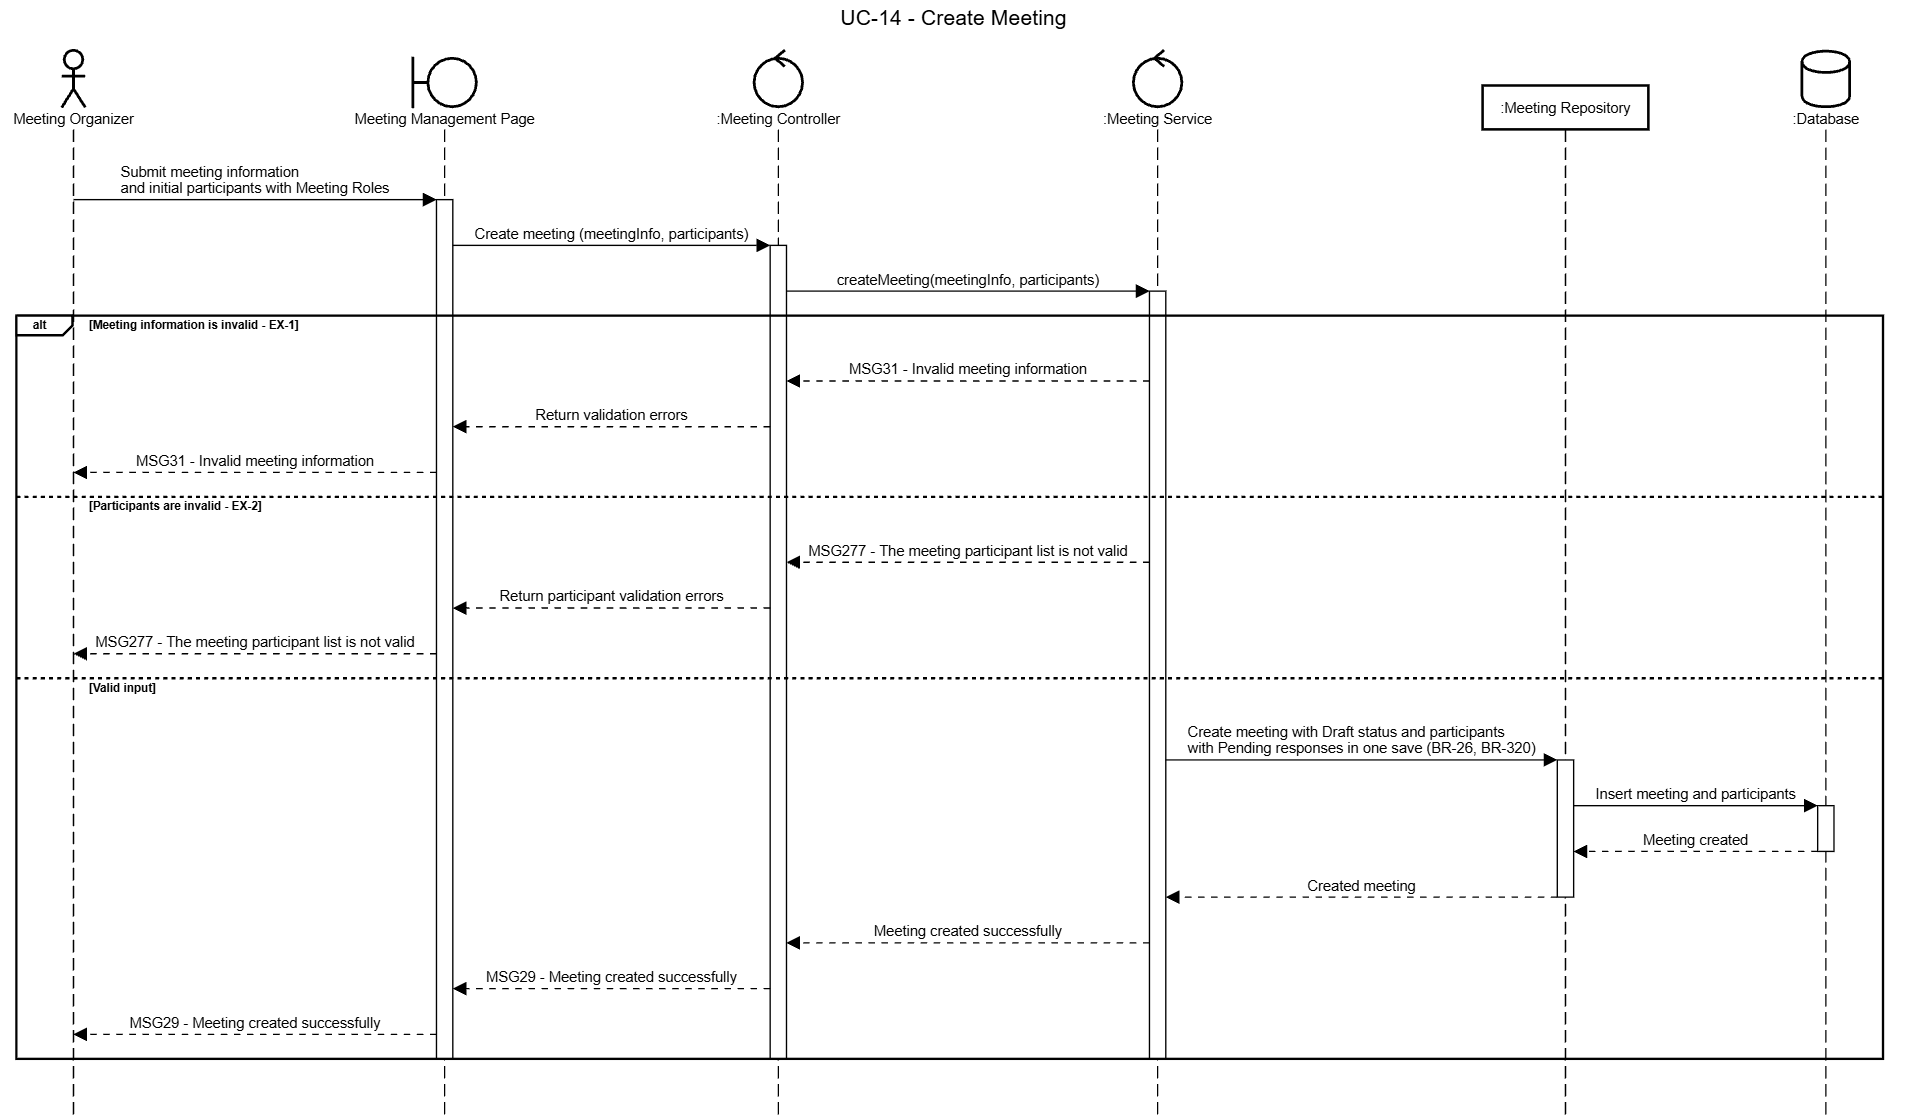 UC-14 - Create Meeting
Meeting Organizer
Meeting Management Page
:Meeting Controller
:Meeting Service
:Meeting Repository
:Database
Submit meeting information
and initial participants with Meeting Roles
Create meeting (meetingInfo, participants)
createMeeting(meetingInfo, participants)
alt
[Meeting information is invalid - EX-1]
MSG31 - Invalid meeting information
Return validation errors
MSG31 - Invalid meeting information
[Participants are invalid - EX-2]
MSG277 - The meeting participant list is not valid
Return participant validation errors
MSG277 - The meeting participant list is not valid
[Valid input]
Create meeting with Draft status and participants
with Pending responses in one save (BR-26, BR-320)
Insert meeting and participants
Meeting created
Created meeting
Meeting created successfully
MSG29 - Meeting created successfully
MSG29 - Meeting created successfully